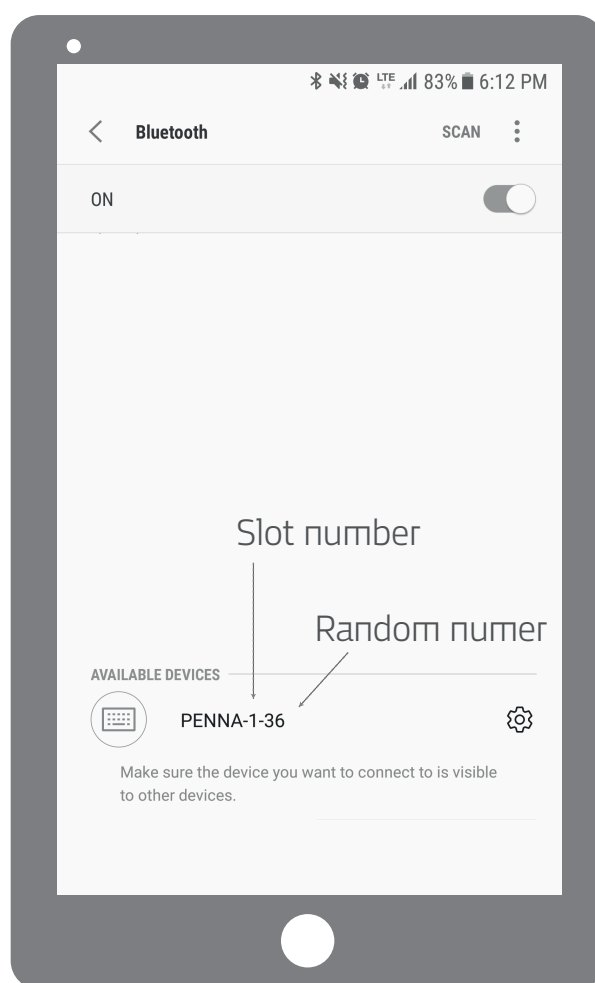 LTE 83% 6:12 PM
Bluetooth SCAN
ON
Slot number
Random numer
AVAILABLE DEVICES
PENNA-1-36
Make sure the device you want to connect to is visible
to other devices.